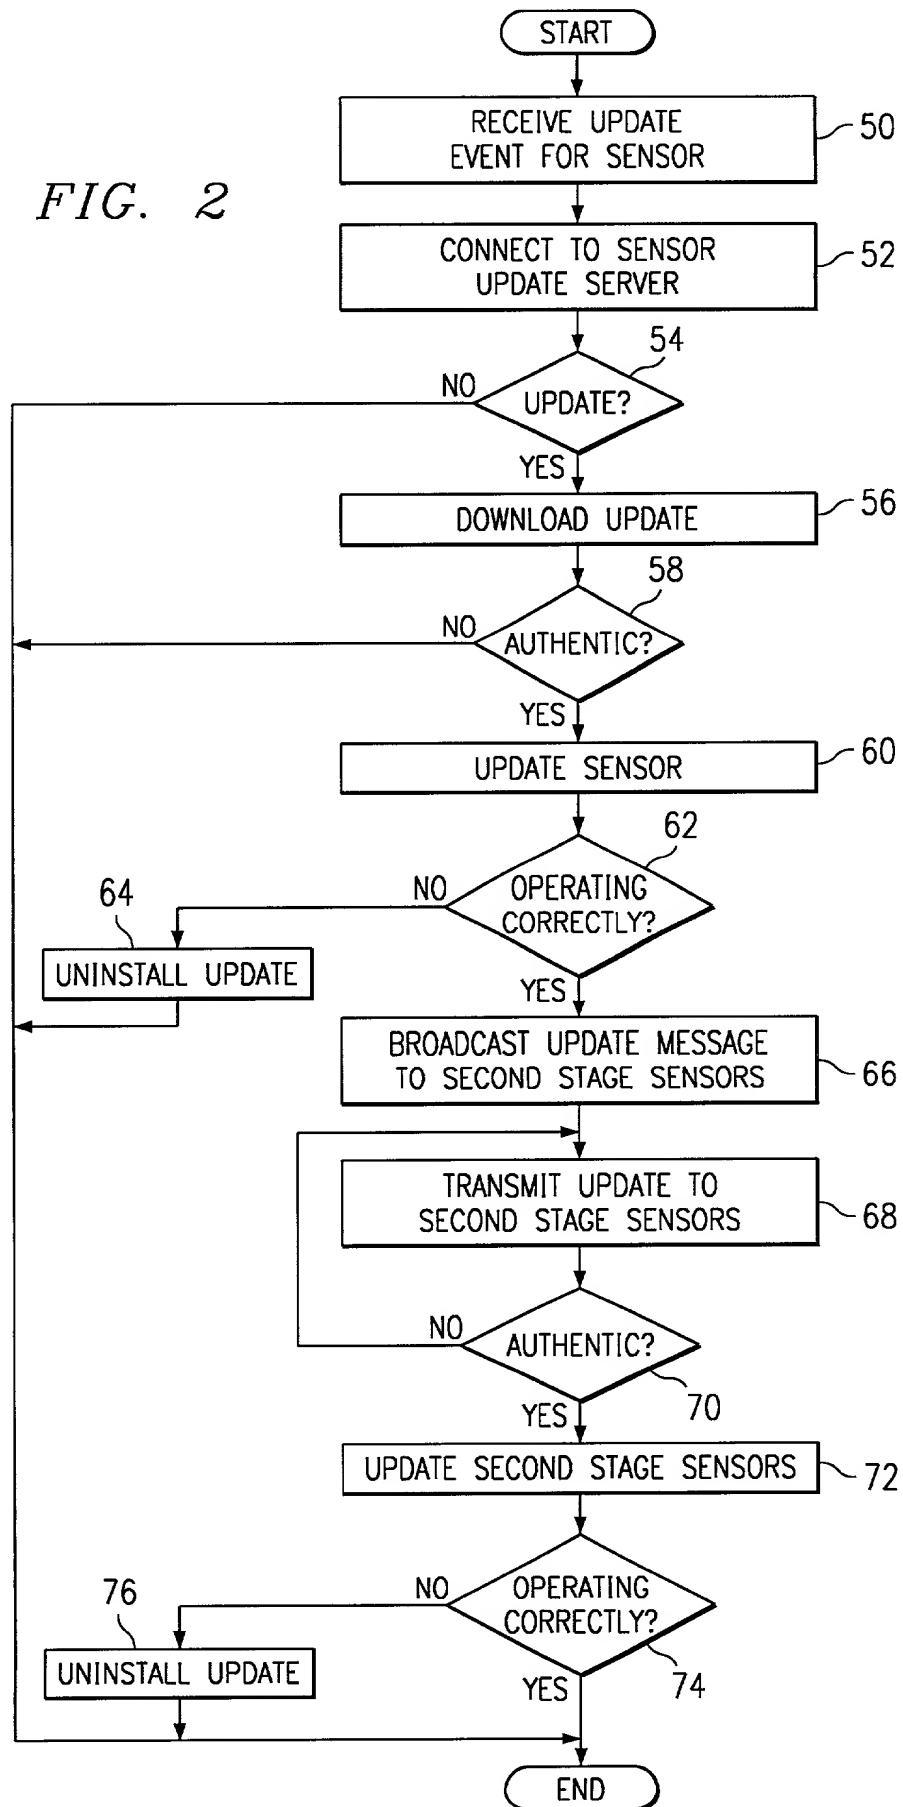 START
RECEIVE UPDATE
EVENT FOR SENSOR
50
FIG. 2
CONNECT TO SENSOR
UPDATE SERVER
52
54
NO
UPDATE?
YES
DOWNLOAD UPDATE
56
58
NO
AUTHENTIC?
YES
UPDATE SENSOR
60
62
NO
OPERATING
CORRECTLY?
64
UNINSTALL UPDATE
YES
BROADCAST UPDATE MESSAGE
TO SECOND STAGE SENSORS
66
TRANSMIT UPDATE TO
SECOND STAGE SENSORS
68
NO
AUTHENTIC?
70
YES
UPDATE SECOND STAGE SENSORS
72
NO
OPERATING
CORRECTLY?
74
76
UNINSTALL UPDATE
YES
END